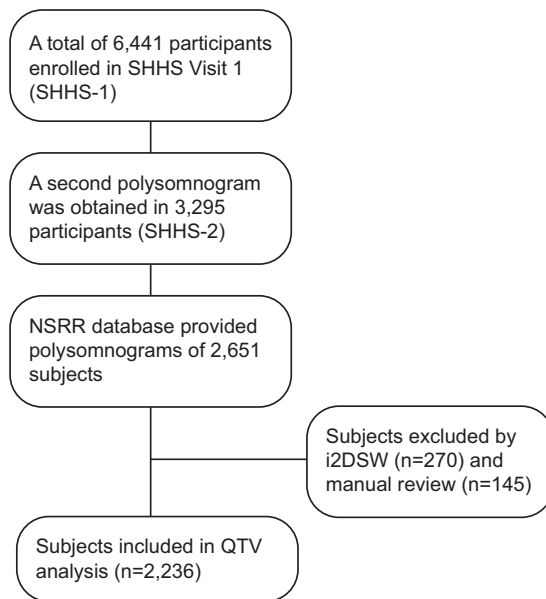 A total of 6,441 participants
enrolled in SHHS Visit 1
(SHHS-1)
A second polysomnogram
was obtained in 3,295
participants (SHHS-2)
NSRR database provided
polysomnograms of 2,651
subjects
Subjects excluded by
i2DSW (n=270) and
manual review (n=145)
Subjects included in QTV
analysis (n=2,236)